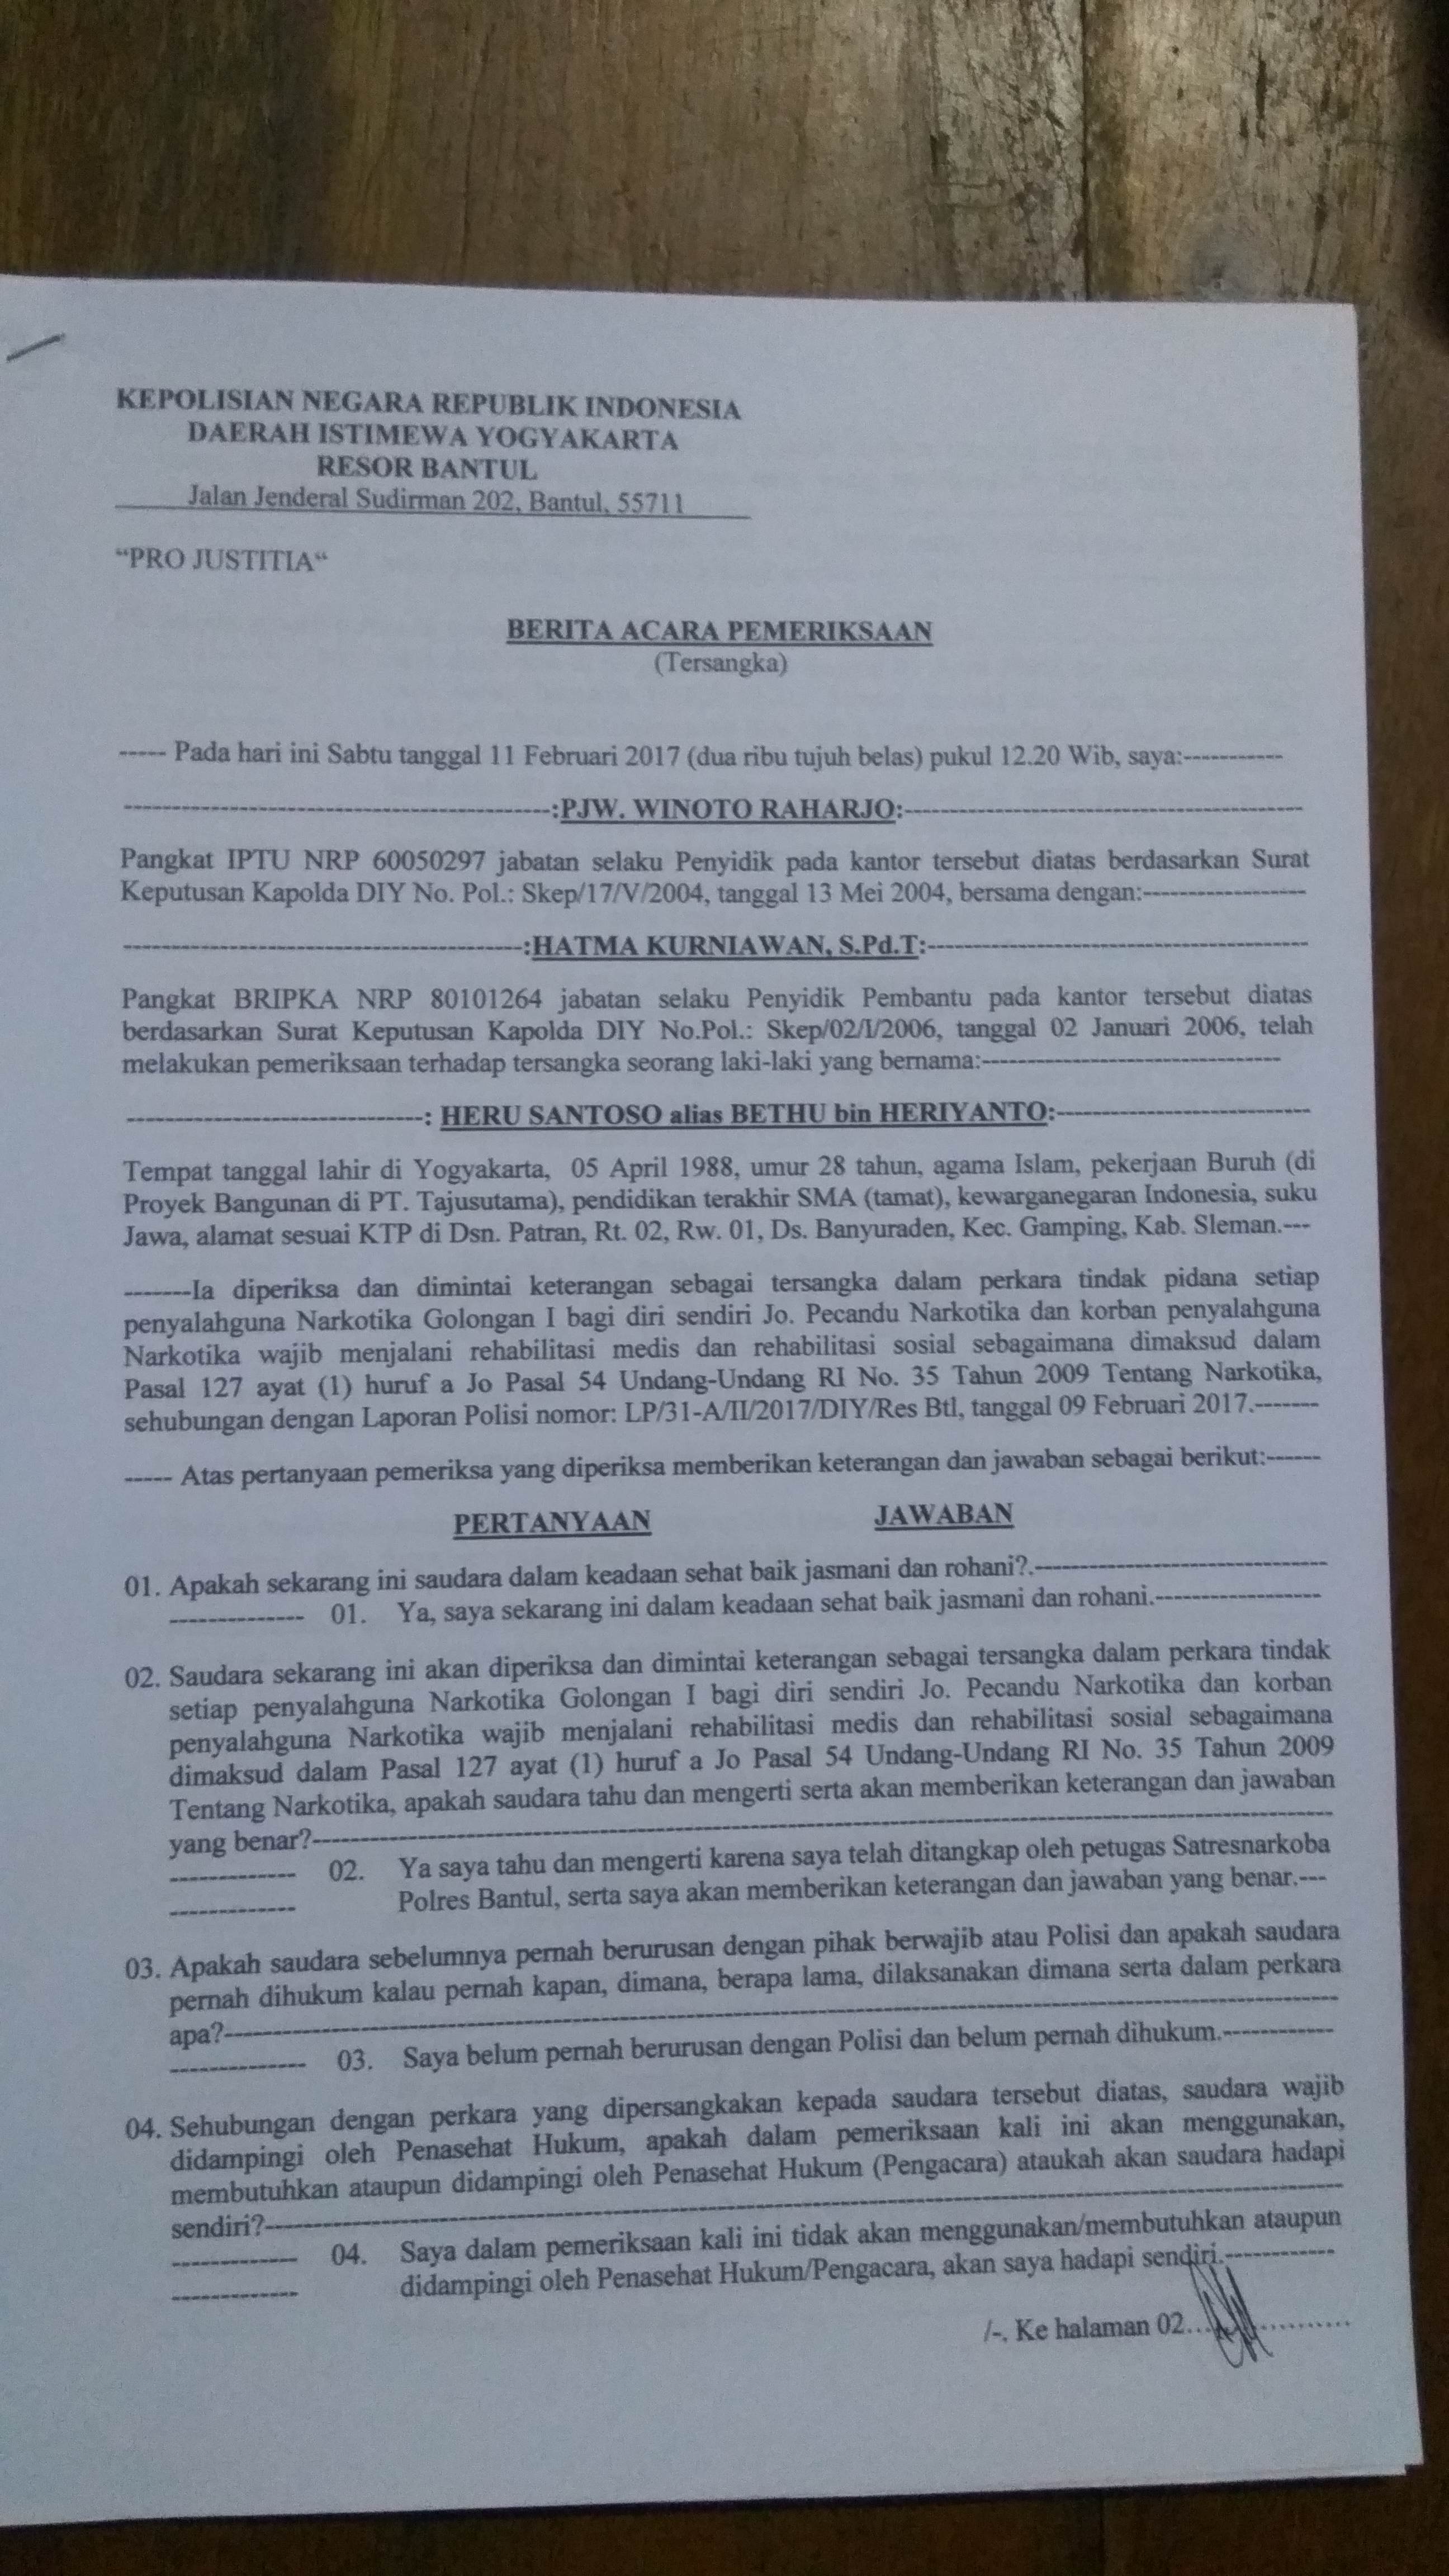 KEPOLISIAN NEGARA REPUBLIK INDONESIA
DAERAH ISTIMEWA YOGYAKARTA
RESOR BANTUL
Jalan Jenderal Sudirman 202, Bantul, 55711
“PRO JUSTITIA“
BERITA ACARA PEMERIKSAAN
(Tersangka)
----- Pada hari ini Sabtu tanggal 11 Februari 2017 (dua ribu tujuh belas) pukul 12.20 Wib, saya:-----------
--------------------------------------------:PJW. WINOTO RAHARJO:-----------------------------------------
Pangkat IPTU NRP 60050297 jabatan selaku Penyidik pada kantor tersebut diatas berdasarkan Surat
Keputusan Kapolda DIY No. Pol.: Skep/17/V/2004, tanggal 13 Mei 2004, bersama dengan:-----------------
-----------------------------------------:HATMA KURNIAWAN, S.Pd.T:---------------------------------------
Pangkat BRIPKA NRP 80101264 jabatan selaku Penyidik Pembantu pada kantor tersebut diatas
berdasarkan Surat Keputusan Kapolda DIY No.Pol.: Skep/02/I/2006, tanggal 02 Januari 2006, telah
melakukan pemeriksaan terhadap tersangka seorang laki-laki yang bernama:-------------------------------
-------------------------------: HERU SANTOSO alias BETHU bin HERIYANTO:--------------------------
Tempat tanggal lahir di Yogyakarta, 05 April 1988, umur 28 tahun, agama Islam, pekerjaan Buruh (di
Proyek Bangunan di PT. Tajusutama), pendidikan terakhir SMA (tamat), kewarganegaran Indonesia, suku
Jawa, alamat sesuai KTP di Dsn. Patran, Rt. 02, Rw. 01, Ds. Banyuraden, Kec. Gamping, Kab. Sleman.---
-------Ia diperiksa dan dimintai keterangan sebagai tersangka dalam perkara tindak pidana setiap
penyalahguna Narkotika Golongan I bagi diri sendiri Jo. Pecandu Narkotika dan korban penyalahguna
Narkotika wajib menjalani rehabilitasi medis dan rehabilitasi sosial sebagaimana dimaksud dalam
Pasal 127 ayat (1) huruf a Jo Pasal 54 Undang-Undang RI No. 35 Tahun 2009 Tentang Narkotika,
sehubungan dengan Laporan Polisi nomor: LP/31-A/II/2017/DIY/Res Btl, tanggal 09 Februari 2017.-------
----- Atas pertanyaan pemeriksa yang diperiksa memberikan keterangan dan jawaban sebagai berikut:------
PERTANYAAN JAWABAN
01. Apakah sekarang ini saudara dalam keadaan sehat baik jasmani dan rohani?.-------------------------------
-------------- 01. Ya, saya sekarang ini dalam keadaan sehat baik jasmani dan rohani.------------------
02. Saudara sekarang ini akan diperiksa dan dimintai keterangan sebagai tersangka dalam perkara tindak
setiap penyalahguna Narkotika Golongan I bagi diri sendiri Jo. Pecandu Narkotika dan korban
penyalahguna Narkotika wajib menjalani rehabilitasi medis dan rehabilitasi sosial sebagaimana
dimaksud dalam Pasal 127 ayat (1) huruf a Jo Pasal 54 Undang-Undang RI No. 35 Tahun 2009
Tentang Narkotika, apakah saudara tahu dan mengerti serta akan memberikan keterangan dan jawaban
yang benar?--------------------------------------------------------------------------------------------------------
------------- 02. Ya saya tahu dan mengerti karena saya telah ditangkap oleh petugas Satresnarkoba
------------- Polres Bantul, serta saya akan memberikan keterangan dan jawaban yang benar.---
03. Apakah saudara sebelumnya pernah berurusan dengan pihak berwajib atau Polisi dan apakah saudara
pernah dihukum kalau pernah kapan, dimana, berapa lama, dilaksanakan dimana serta dalam perkara
apa?-----------------------------------------------------------------------------------------------------------------
-------------- 03. Saya belum pernah berurusan dengan Polisi dan belum pernah dihukum.------------
04. Sehubungan dengan perkara yang dipersangkakan kepada saudara tersebut diatas, saudara wajib
didampingi oleh Penasehat Hukum, apakah dalam pemeriksaan kali ini akan menggunakan,
membutuhkan ataupun didampingi oleh Penasehat Hukum (Pengacara) ataukah akan saudara hadapi
sendiri?-------------------------------------------------------------------------------------------------------------
------------- 04. Saya dalam pemeriksaan kali ini tidak akan menggunakan/membutuhkan ataupun
------------- didampingi oleh Penasehat Hukum/Pengacara, akan saya hadapi sendiri.------------
/-. Ke halaman 02.................